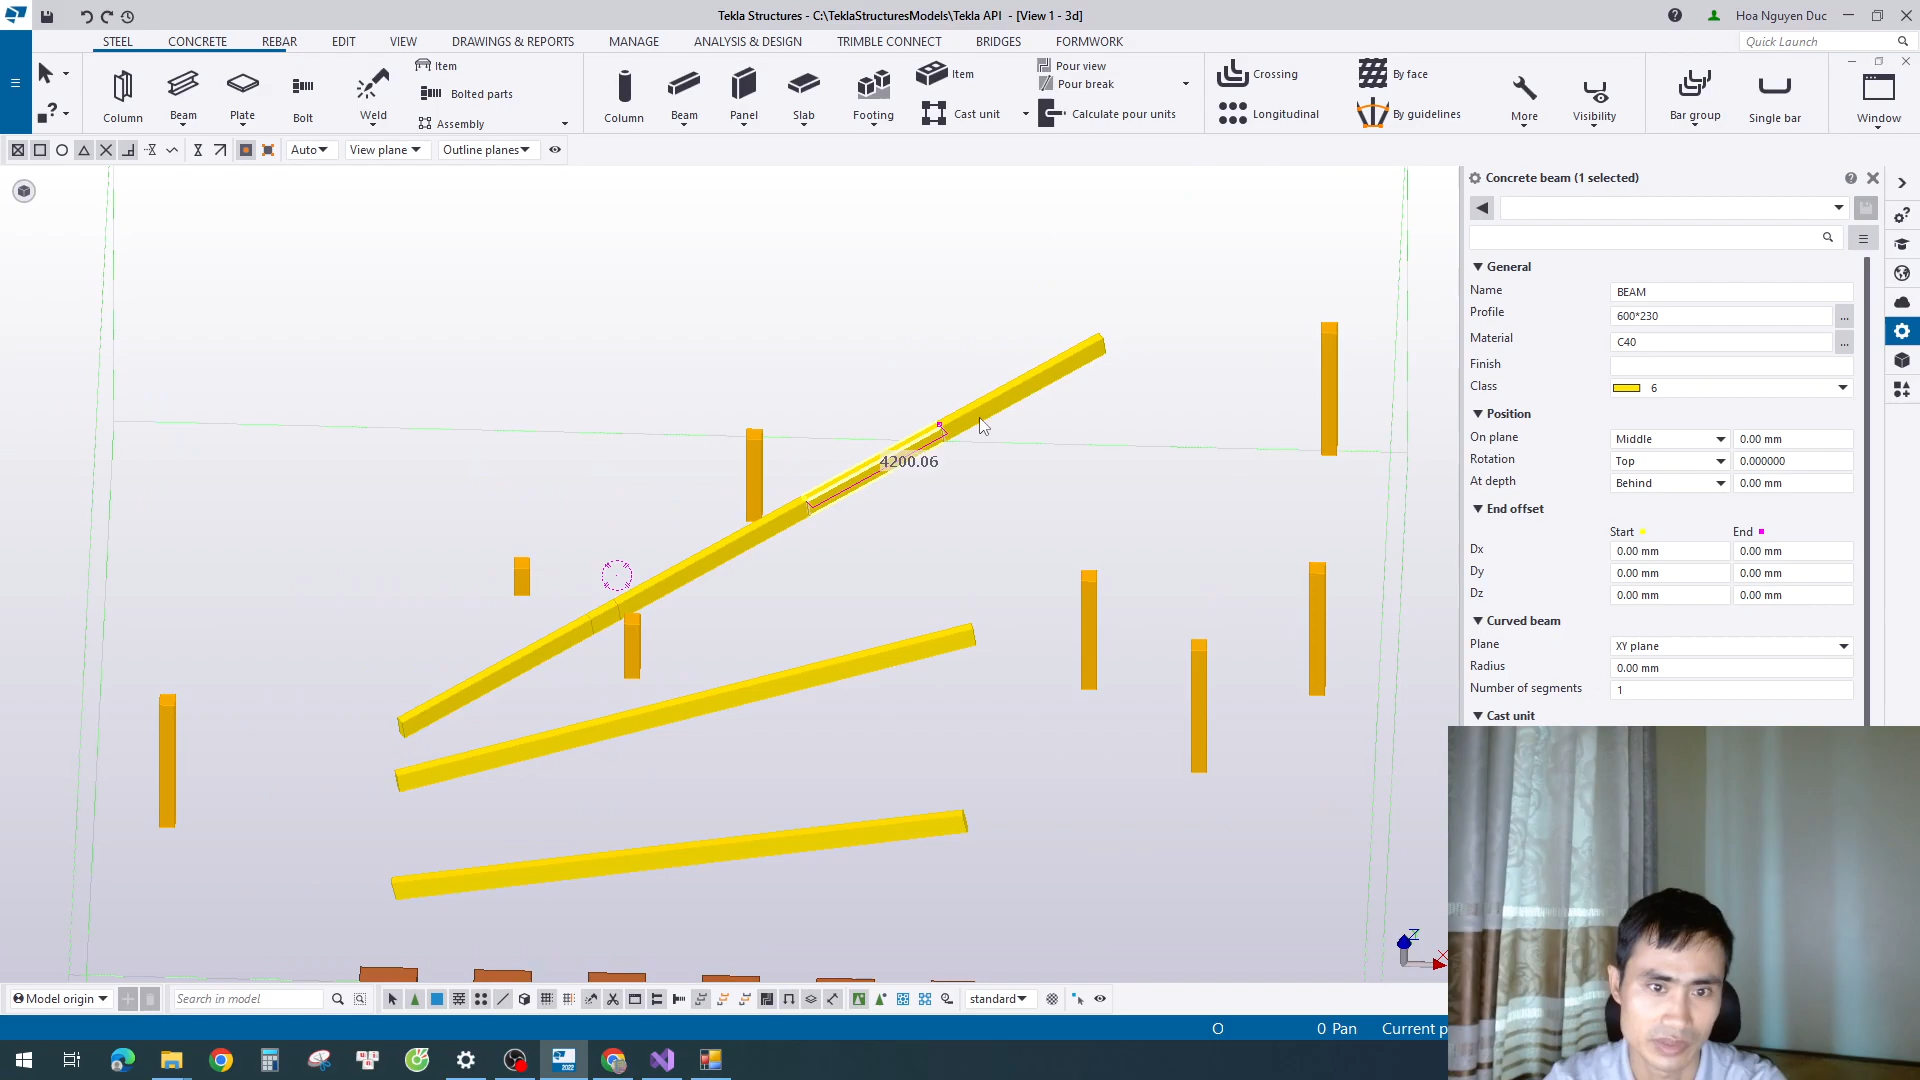 Tekla Structures - C:\TeklaStructuresModels\Tekla API - [View 1 - 3d]
Hoa Nguyen Duc
STEEL CONCRETE REBAR EDIT VIEW DRAWINGS & REPORTS MANAGE ANALYSIS & DESIGN TRIMBLE CONNECT BRIDGES FORMWORK
Quick Launch
Column Beam Plate Bolt Weld
Item
Bolted parts
Assembly
Column Beam Panel Slab Footing
Item
Cast unit
Pour view
Pour break
Calculate pour units
Crossing
Longitudinal
By face
By guidelines
More Visibility Bar group Single bar Window
Auto View plane Outline planes
4200.06
Z
X
Concrete beam (1 selected)
General
Name BEAM
Profile 600*230 ...
Material C40 ...
Finish
Class 6
Position
On plane Middle 0.00 mm
Rotation Top 0.000000
At depth Behind 0.00 mm
End offset
Start End
Dx 0.00 mm 0.00 mm
Dy 0.00 mm 0.00 mm
Dz 0.00 mm 0.00 mm
Curved beam
Plane XY plane
Radius 0.00 mm
Number of segments 1
Cast unit
Model origin Search in model standard
O 0 Pan Current p
2022